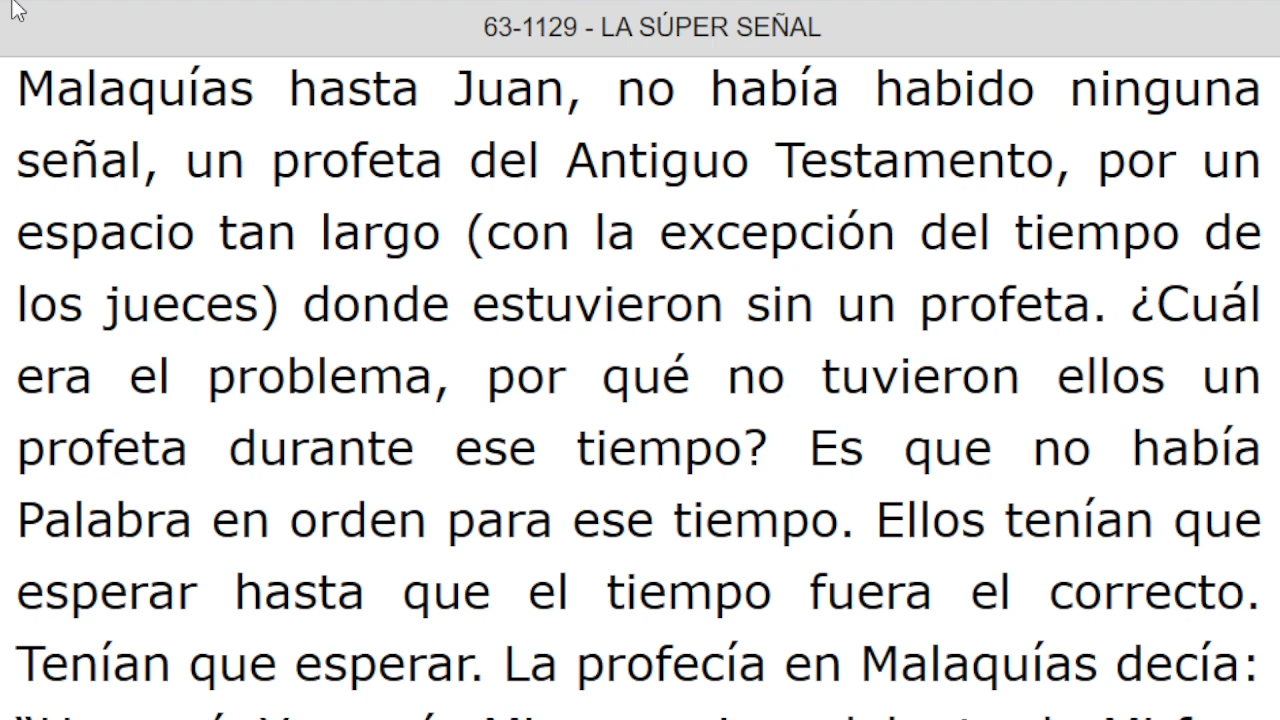 63-1129 - LA SÚPER SEÑAL
Malaquías hasta Juan, no había habido ninguna
señal, un profeta del Antiguo Testamento, por un
espacio tan largo (con la excepción del tiempo de
los jueces) donde estuvieron sin un profeta. ¿Cuál
era el problema, por qué no tuvieron ellos un
profeta durante ese tiempo? Es que no había
Palabra en orden para ese tiempo. Ellos tenían que
esperar hasta que el tiempo fuera el correcto.
Tenían que esperar. La profecía en Malaquías decía: